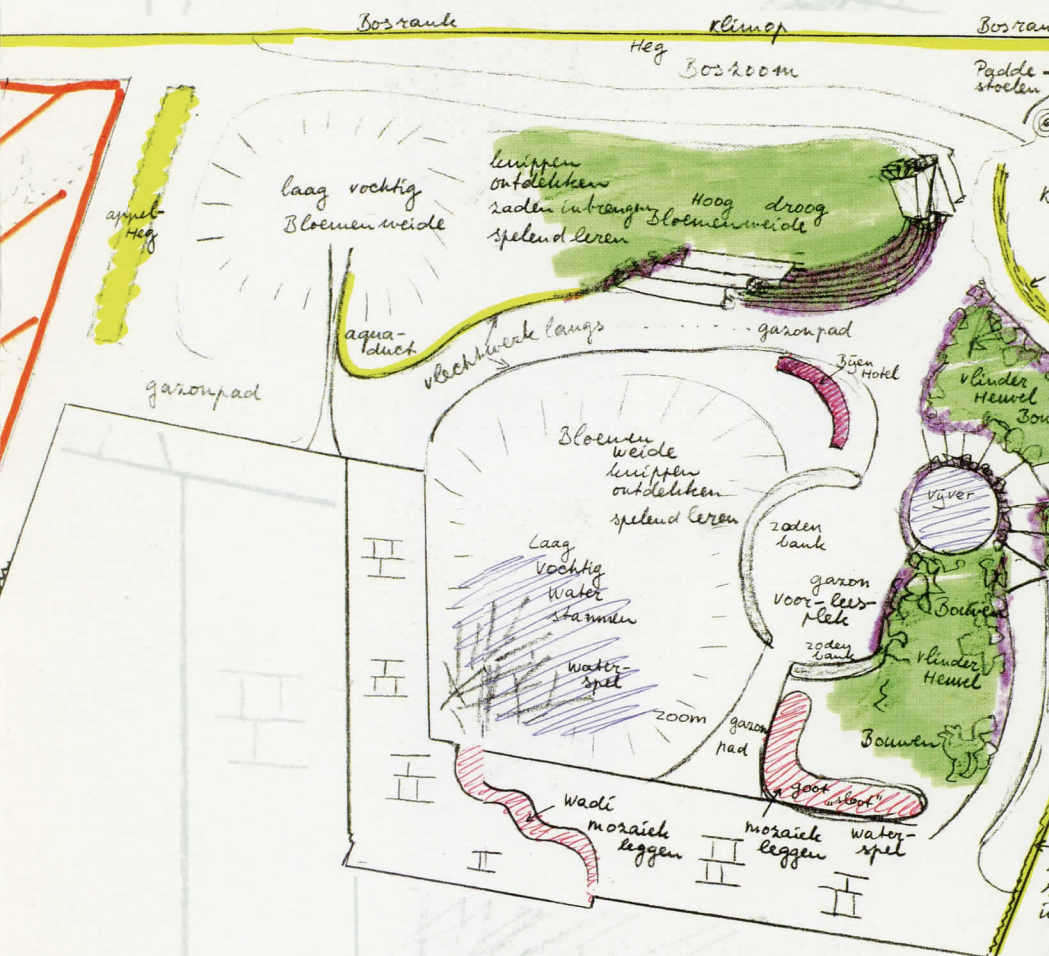 Bosrank
Klimop
Bosran
Heg
Boszoom
Padde-
stoelen
appel-
Heg
laag vochtig
Bloemenweide
knippen
ontdekken
zaden inbrengen
spelend leren
Hoog droog
Bloemenweide
aqua-
duct
vlechtwerk langs
gazonpad
gazonpad
Bijen
Hotel
vlinder
Heuvel
Bou
Bloemen
weide
knippen
ontdekken
spelend leren
Laag
vochtig
water
stammen
water-
spel
zoom
zoden
bank
vijver
gazon
voor-lees-
plek
zoden
bank
Bouwen
vlinder
Heuvel
Bouwen
gazon
pad
goot "sloot"
wadi
mozaiek
leggen
mozaiek
leggen
water-
spel